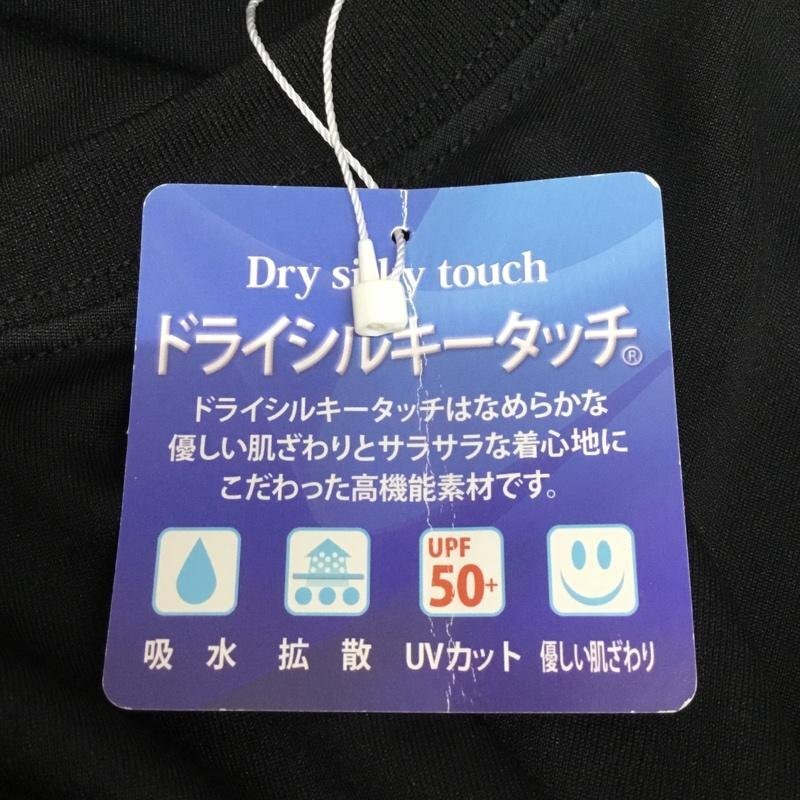 Dry silky touch
ドライシルキータッチ®
ドライシルキータッチはなめらかな
優しい肌ざわりとサラサラな着心地に
こだわった高機能素材です。
UPF
50+
吸水 拡散 UVカット 優しい肌ざわり